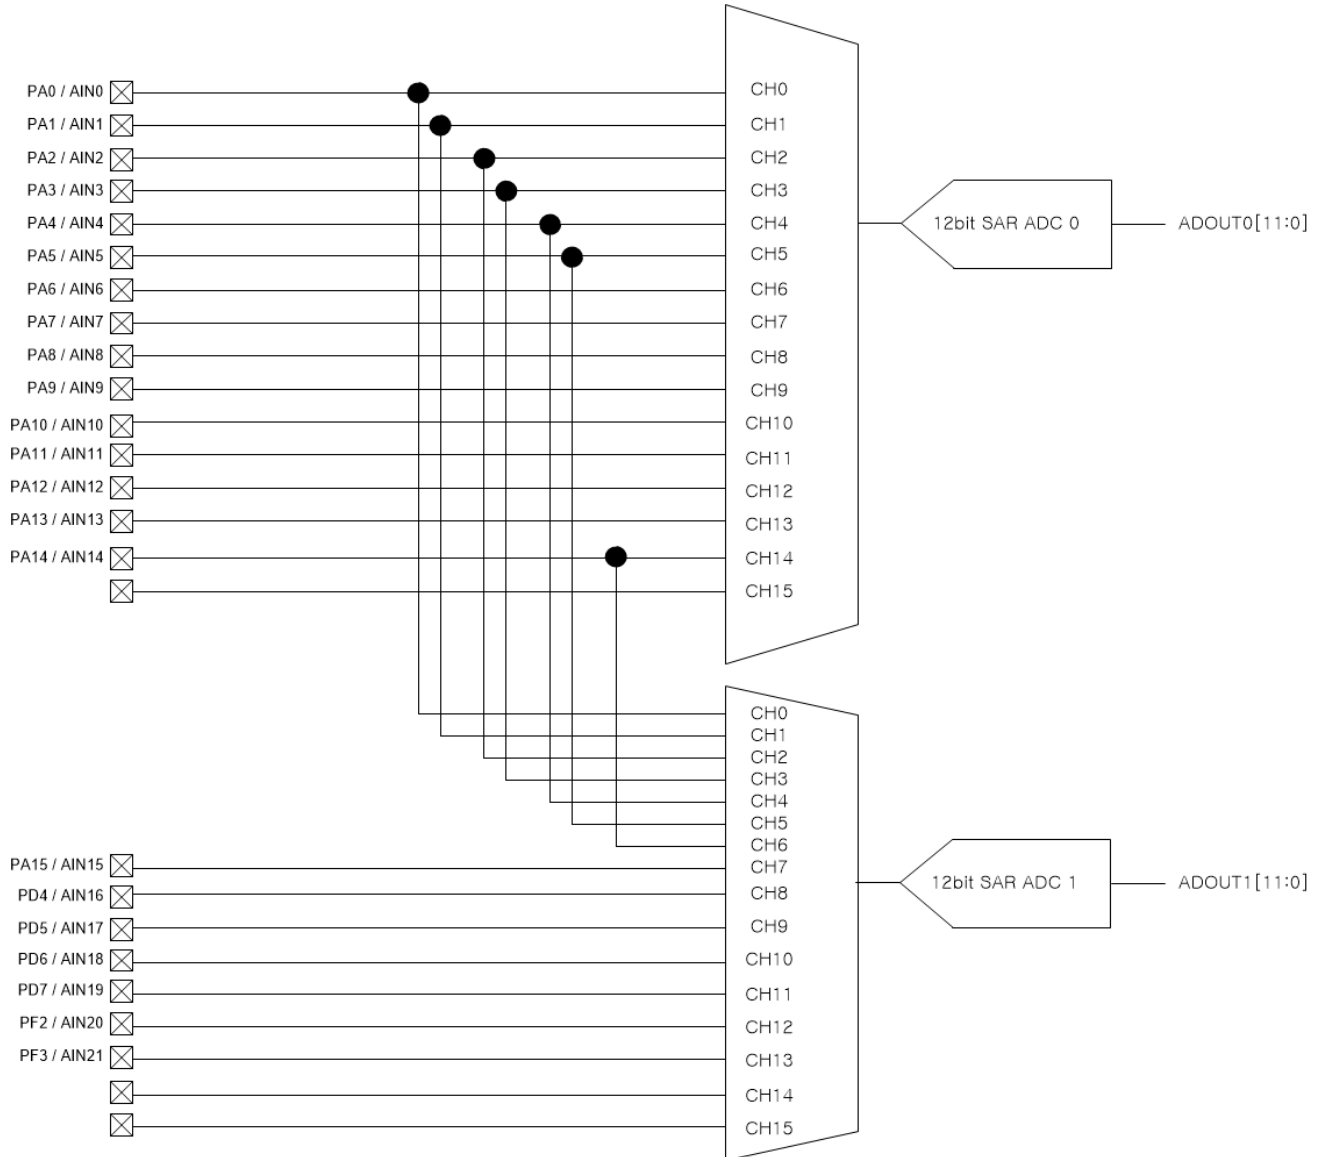 PA0 / AIN0 CH0
PA1 / AIN1 CH1
PA2 / AIN2 CH2
PA3 / AIN3 CH3
PA4 / AIN4 CH4 12bit SAR ADC 0 ADOUT0[11:0]
PA5 / AIN5 CH5
PA6 / AIN6 CH6
PA7 / AIN7 CH7
PA8 / AIN8 CH8
PA9 / AIN9 CH9
PA10 / AIN10 CH10
PA11 / AIN11 CH11
PA12 / AIN12 CH12
PA13 / AIN13 CH13
PA14 / AIN14 CH14
CH15
CH0
CH1
CH2
CH3
CH4
CH5
CH6
PA15 / AIN15 CH7
12bit SAR ADC 1 ADOUT1[11:0]
PD4 / AIN16 CH8
PD5 / AIN17 CH9
PD6 / AIN18 CH10
PD7 / AIN19 CH11
PF2 / AIN20 CH12
PF3 / AIN21 CH13
CH14
CH15